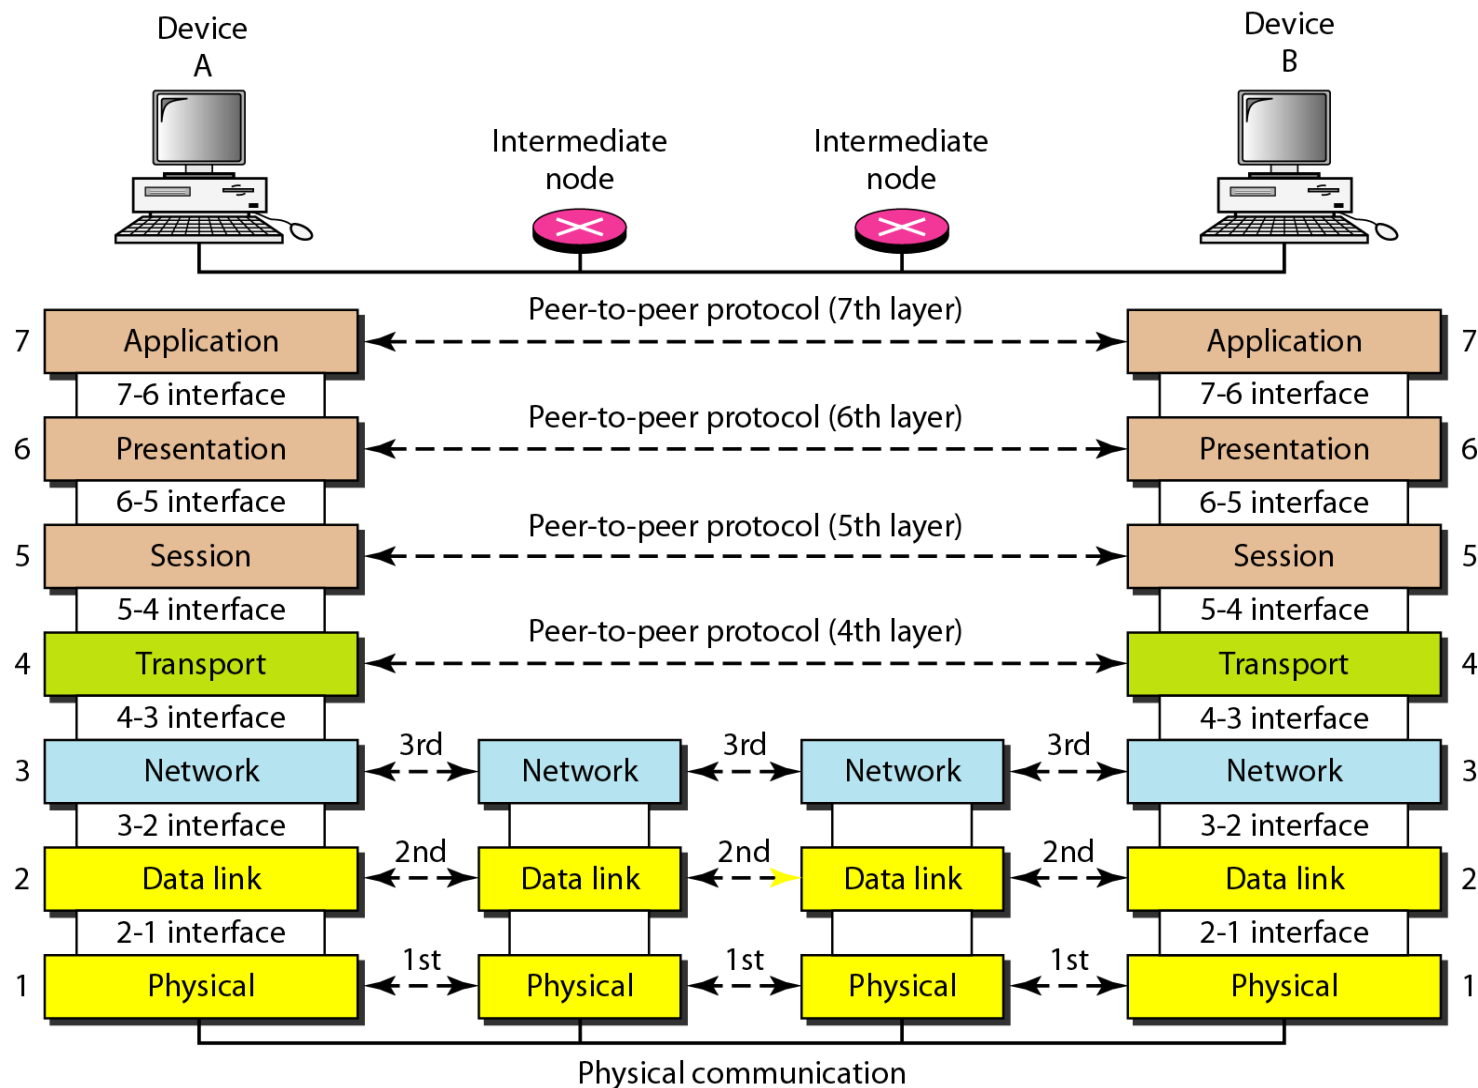 Device
A
Device
B
Intermediate
node
Intermediate
node
Peer-to-peer protocol (7th layer)
7 Application Application 7
7-6 interface 7-6 interface
Peer-to-peer protocol (6th layer)
6 Presentation Presentation 6
6-5 interface 6-5 interface
Peer-to-peer protocol (5th layer)
5 Session Session 5
5-4 interface 5-4 interface
Peer-to-peer protocol (4th layer)
4 Transport Transport 4
4-3 interface 4-3 interface
3rd 3rd 3rd
3 Network Network Network Network 3
3-2 interface 3-2 interface
2nd 2nd 2nd
2 Data link Data link Data link Data link 2
2-1 interface 2-1 interface
1st 1st 1st
1 Physical Physical Physical Physical 1
Physical communication